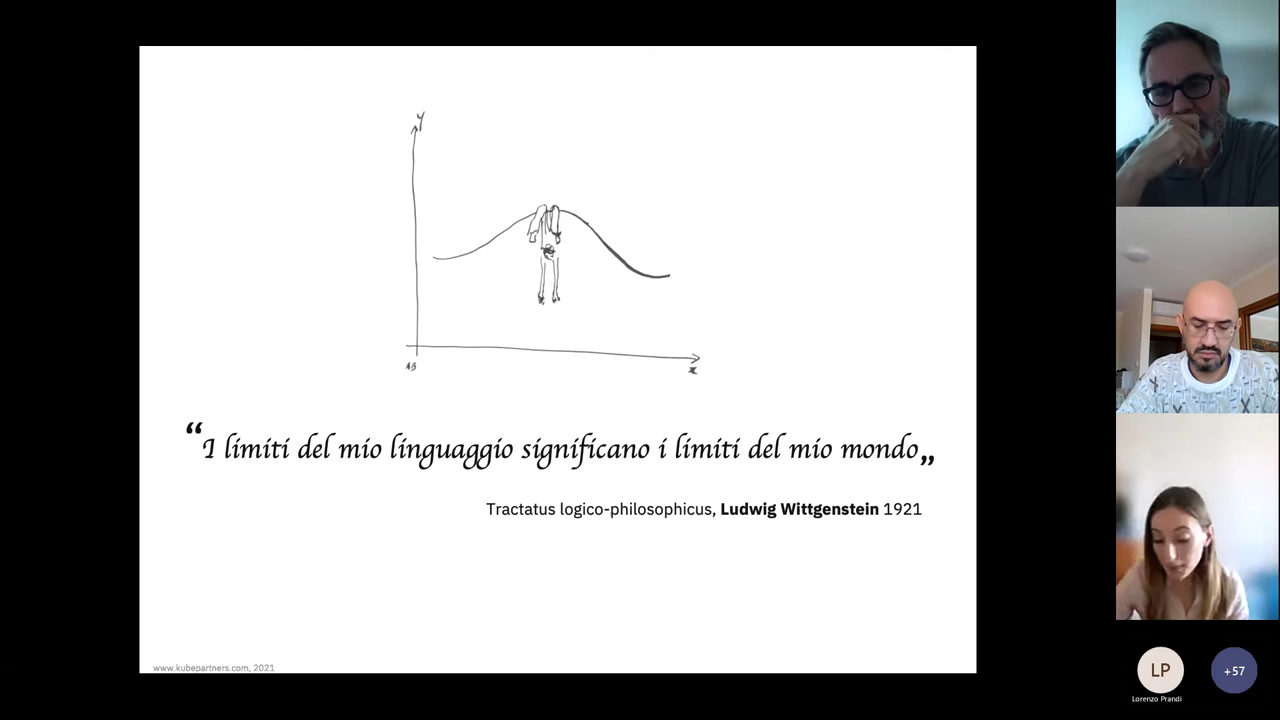 y
x
“I limiti del mio linguaggio significano i limiti del mio mondo„
Tractatus logico-philosophicus, Ludwig Wittgenstein 1921
www.kubepartners.com, 2021
LP
+57
Lorenzo Prandi